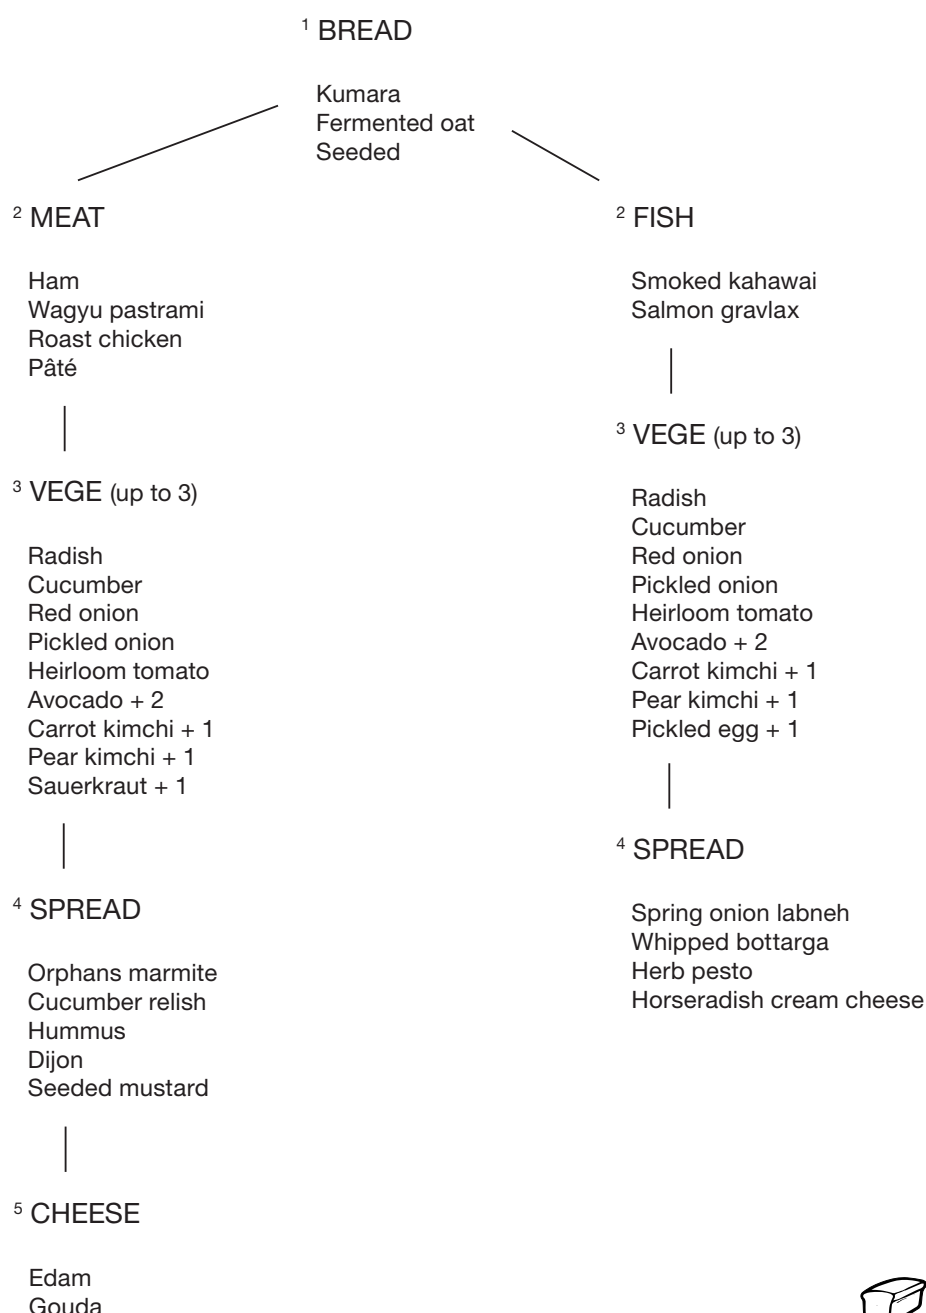 1 BREAD
Kumara
Fermented oat
Seeded
2 MEAT
Ham
Wagyu pastrami
Roast chicken
Pâté
3 VEGE (up to 3)
Radish
Cucumber
Red onion
Pickled onion
Heirloom tomato
Avocado + 2
Carrot kimchi + 1
Pear kimchi + 1
Sauerkraut + 1
4 SPREAD
Orphans marmite
Cucumber relish
Hummus
Dijon
Seeded mustard
5 CHEESE
Edam
Gouda
2 FISH
Smoked kahawai
Salmon gravlax
3 VEGE (up to 3)
Radish
Cucumber
Red onion
Pickled onion
Heirloom tomato
Avocado + 2
Carrot kimchi + 1
Pear kimchi + 1
Pickled egg + 1
4 SPREAD
Spring onion labneh
Whipped bottarga
Herb pesto
Horseradish cream cheese